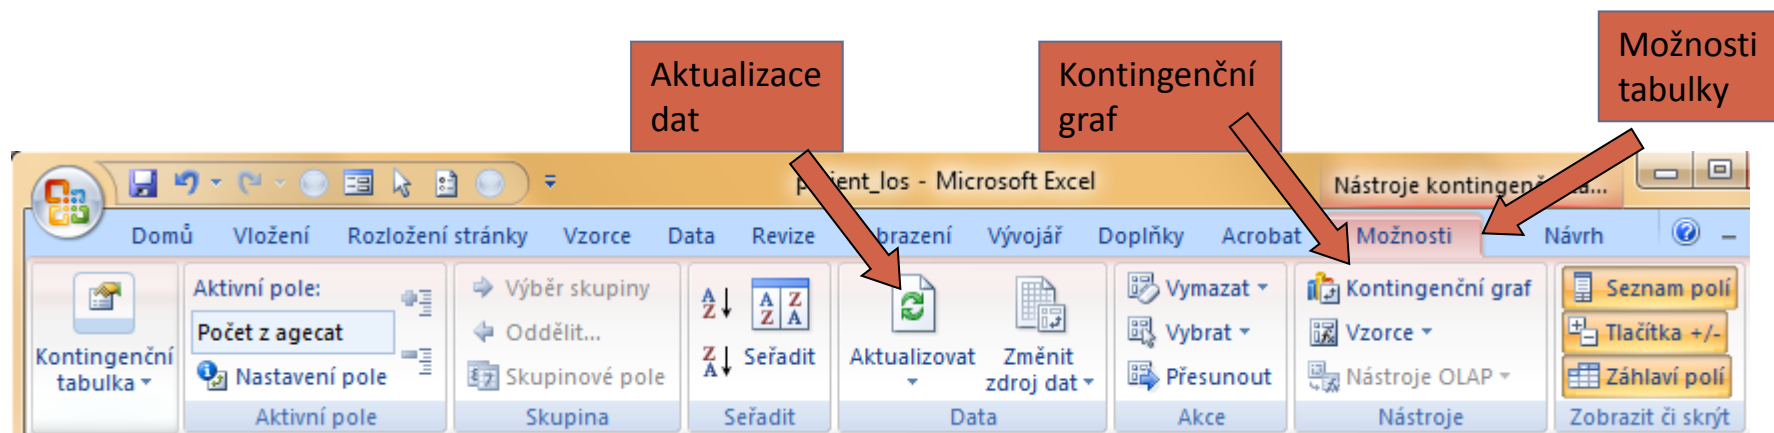 Aktualizace
dat
Kontingenční
graf
Možnosti
tabulky
ient_los - Microsoft Excel
Nástroje
Domů Vložení Rozložení stránky Vzorce Data Revize Vývojář Doplňky Acrobat Možnosti Návrh
Kontingenční
tabulka
Aktivní pole:
Počet z agecat
Nastavení pole
Aktivní pole
Výběr skupiny
Oddělit...
Skupinové pole
Skupina
Seřadit
Seřadit
Aktualizovat
Změnit
zdroj dat
Data
Vymazat
Vybrat
Přesunout
Akce
Kontingenční graf
Vzorce
Nástroje OLAP
Nástroje
Seznam polí
Tlačítka +/-
Záhlaví polí
Zobrazit či skrýt